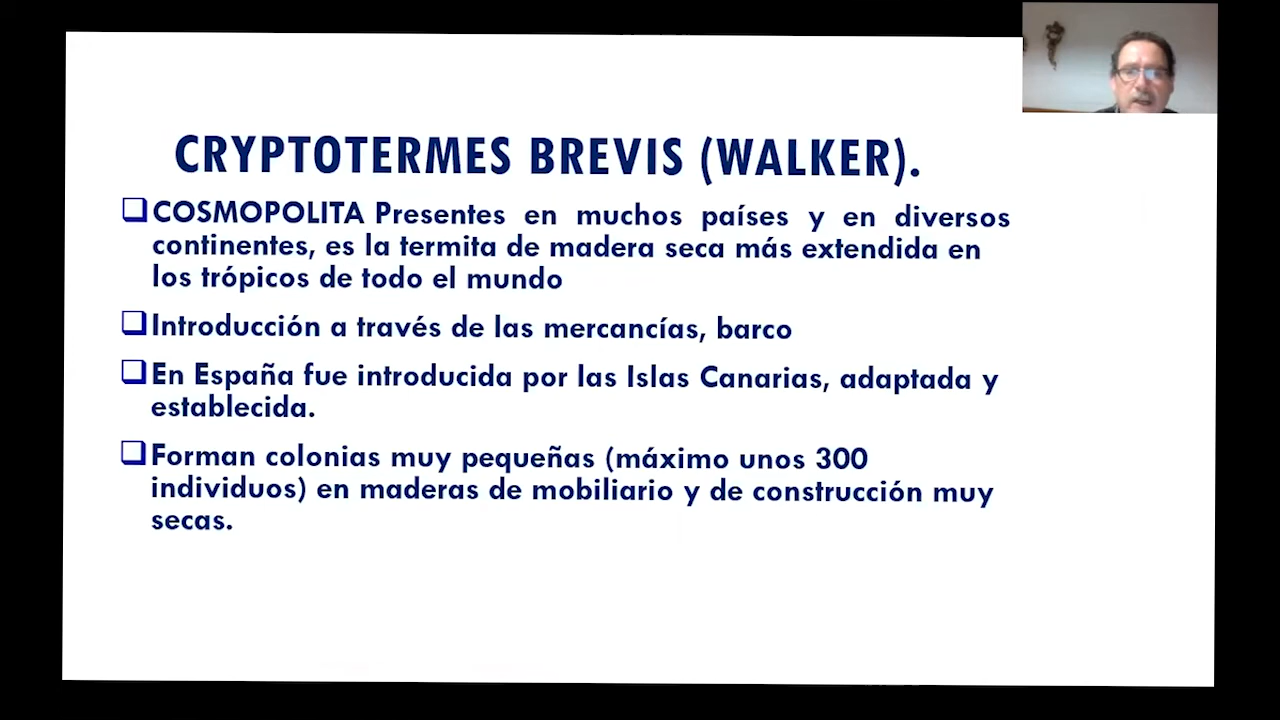 CRYPTOTERMES BREVIS (WALKER).
COSMOPOLITA Presentes en muchos países y en diversos
continentes, es la termita de madera seca más extendida en
los trópicos de todo el mundo
Introducción a través de las mercancías, barco
En España fue introducida por las Islas Canarias, adaptada y
establecida.
Forman colonias muy pequeñas (máximo unos 300
individuos) en maderas de mobiliario y de construcción muy
secas.